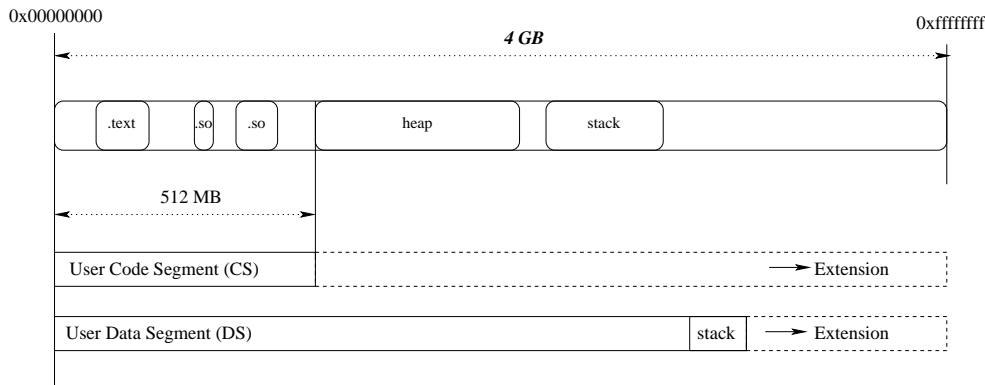 0x00000000
0xffffffff
4 GB
.text
.so
.so
heap
stack
512 MB
User Code Segment (CS)
Extension
User Data Segment (DS)
stack
Extension